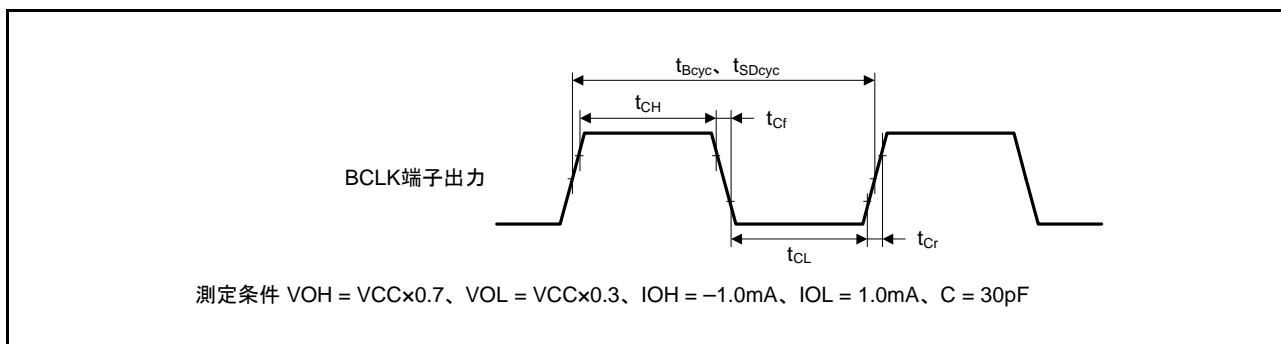 tBcyc、tSDcyc
tCH
tCf
BCLK端子出力
tCL
tCr
測定条件 VOH = VCC×0.7、VOL = VCC×0.3、IOH = –1.0mA、IOL = 1.0mA、C = 30pF